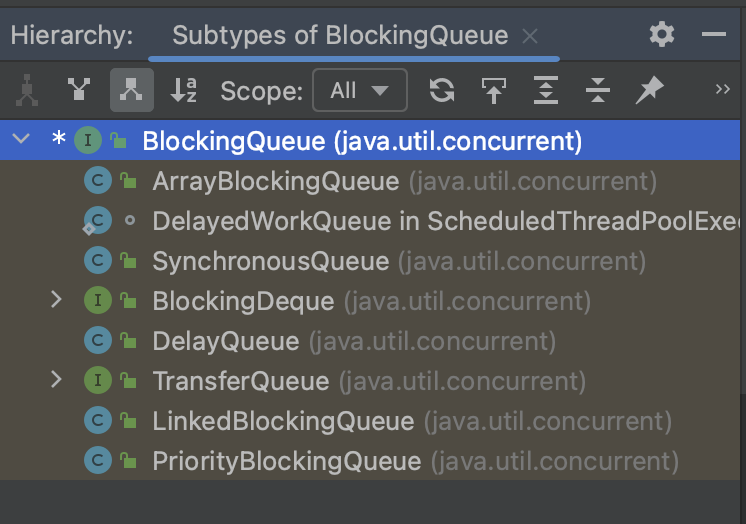 Hierarchy: Subtypes of BlockingQueue ×
Scope: All »
* I BlockingQueue (java.util.concurrent)
C ArrayBlockingQueue (java.util.concurrent)
C DelayedWorkQueue in ScheduledThreadPoolExec
C SynchronousQueue (java.util.concurrent)
I BlockingDeque (java.util.concurrent)
C DelayQueue (java.util.concurrent)
I TransferQueue (java.util.concurrent)
C LinkedBlockingQueue (java.util.concurrent)
C PriorityBlockingQueue (java.util.concurrent)